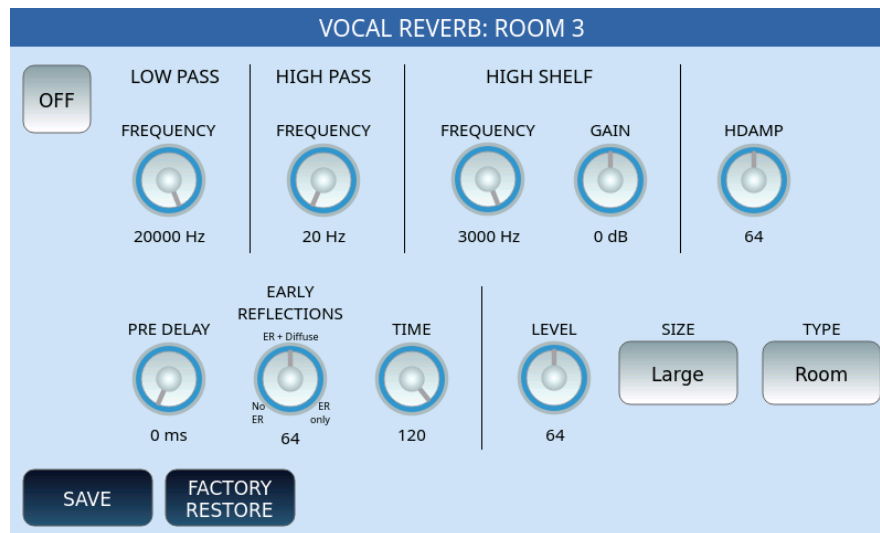 VOCAL REVERB: ROOM 3
OFF
LOW PASS
HIGH PASS
HIGH SHELF
FREQUENCY
FREQUENCY
FREQUENCY
GAIN
HDAMP
20000 Hz
20 Hz
3000 Hz
0 dB
64
PRE DELAY
EARLY
REFLECTIONS
ER + Diffuse
No
ER
ER
only
TIME
LEVEL
SIZE
TYPE
Large
Room
0 ms
64
120
64
SAVE
FACTORY
RESTORE